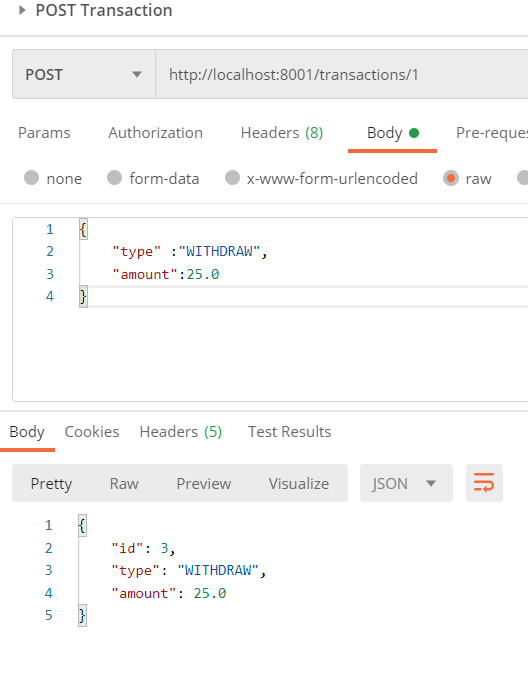 POST Transaction
POST http://localhost:8001/transactions/1
Params Authorization Headers (8) Body Pre-reques
none form-data x-www-form-urlencoded raw
1 {
2 "type" :"WITHDRAW",
3 "amount":25.0
4 }
Body Cookies Headers (5) Test Results
Pretty Raw Preview Visualize JSON
1 {
2 "id": 3,
3 "type": "WITHDRAW",
4 "amount": 25.0
5 }